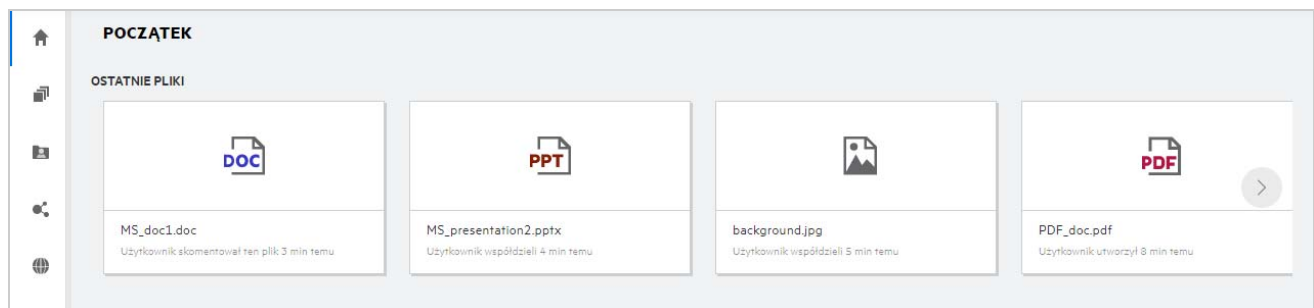 POCZĄTEK
OSTATNIE PLIKI
DOC
PPT
PDF
MS_doc1.doc
Użytkownik skomentował ten plik 3 min temu
MS_presentation2.pptx
Użytkownik współdzieli 4 min temu
background.jpg
Użytkownik współdzieli 5 min temu
PDF_doc.pdf
Użytkownik utworzył 8 min temu